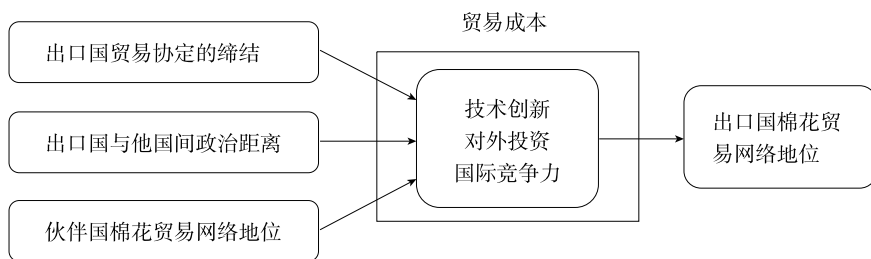 贸易成本
出口国贸易协定的缔结
出口国与他国间政治距离
伙伴国棉花贸易网络地位
技术创新
对外投资
国际竞争力
出口国棉花贸
易网络地位